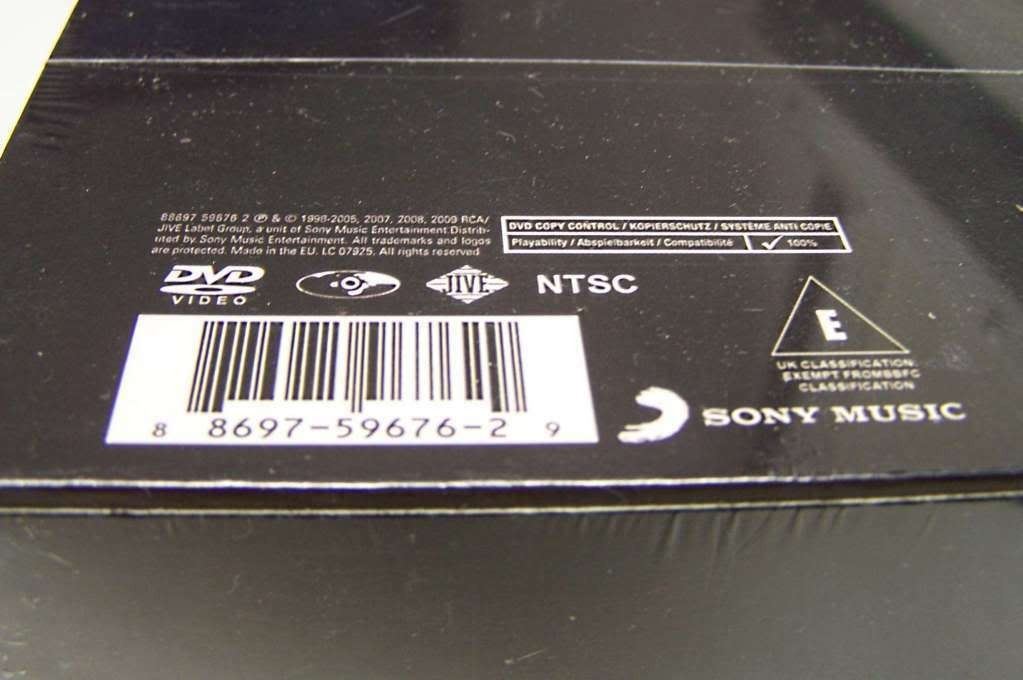 88697 59676 2 ℗ & © 1998-2005, 2007, 2008, 2009 RCA/
JIVE Label Group, a unit of Sony Music Entertainment Distrib-
uted by Sony Music Entertainment. All trademarks and logos
are protected. Made in the EU. LC 07925. All rights reserved
DVD COPY CONTROL / KOPIERSCHUTZ / SYSTÈME ANTI COPIE
Playability / Abspielbarkeit / Compatibilité ✓ 100%
DVD
VIDEO
JIVE
NTSC
E
UK CLASSIFICATION
EXEMPT FROMBBFC
CLASSIFICATION
8 8697-59676-2 9
SONY MUSIC